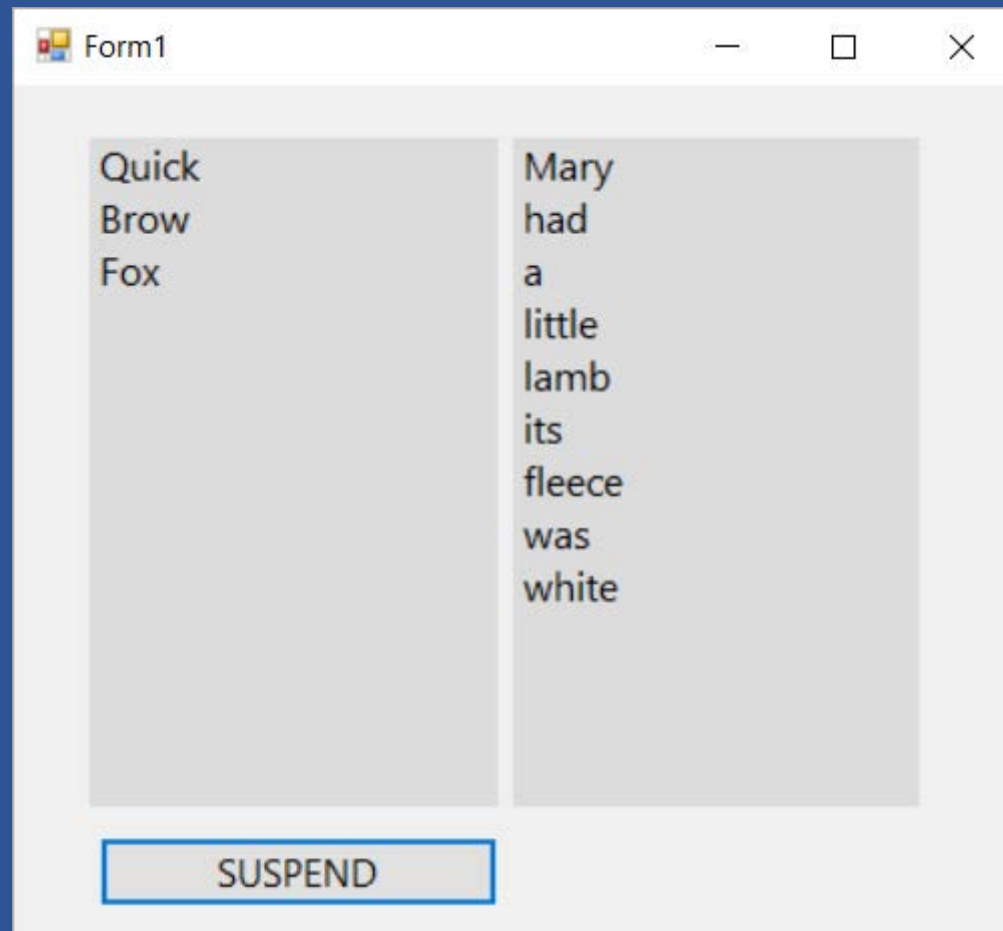 Form1
Quick
Brow
Fox
Mary
had
a
little
lamb
its
fleece
was
white
SUSPEND